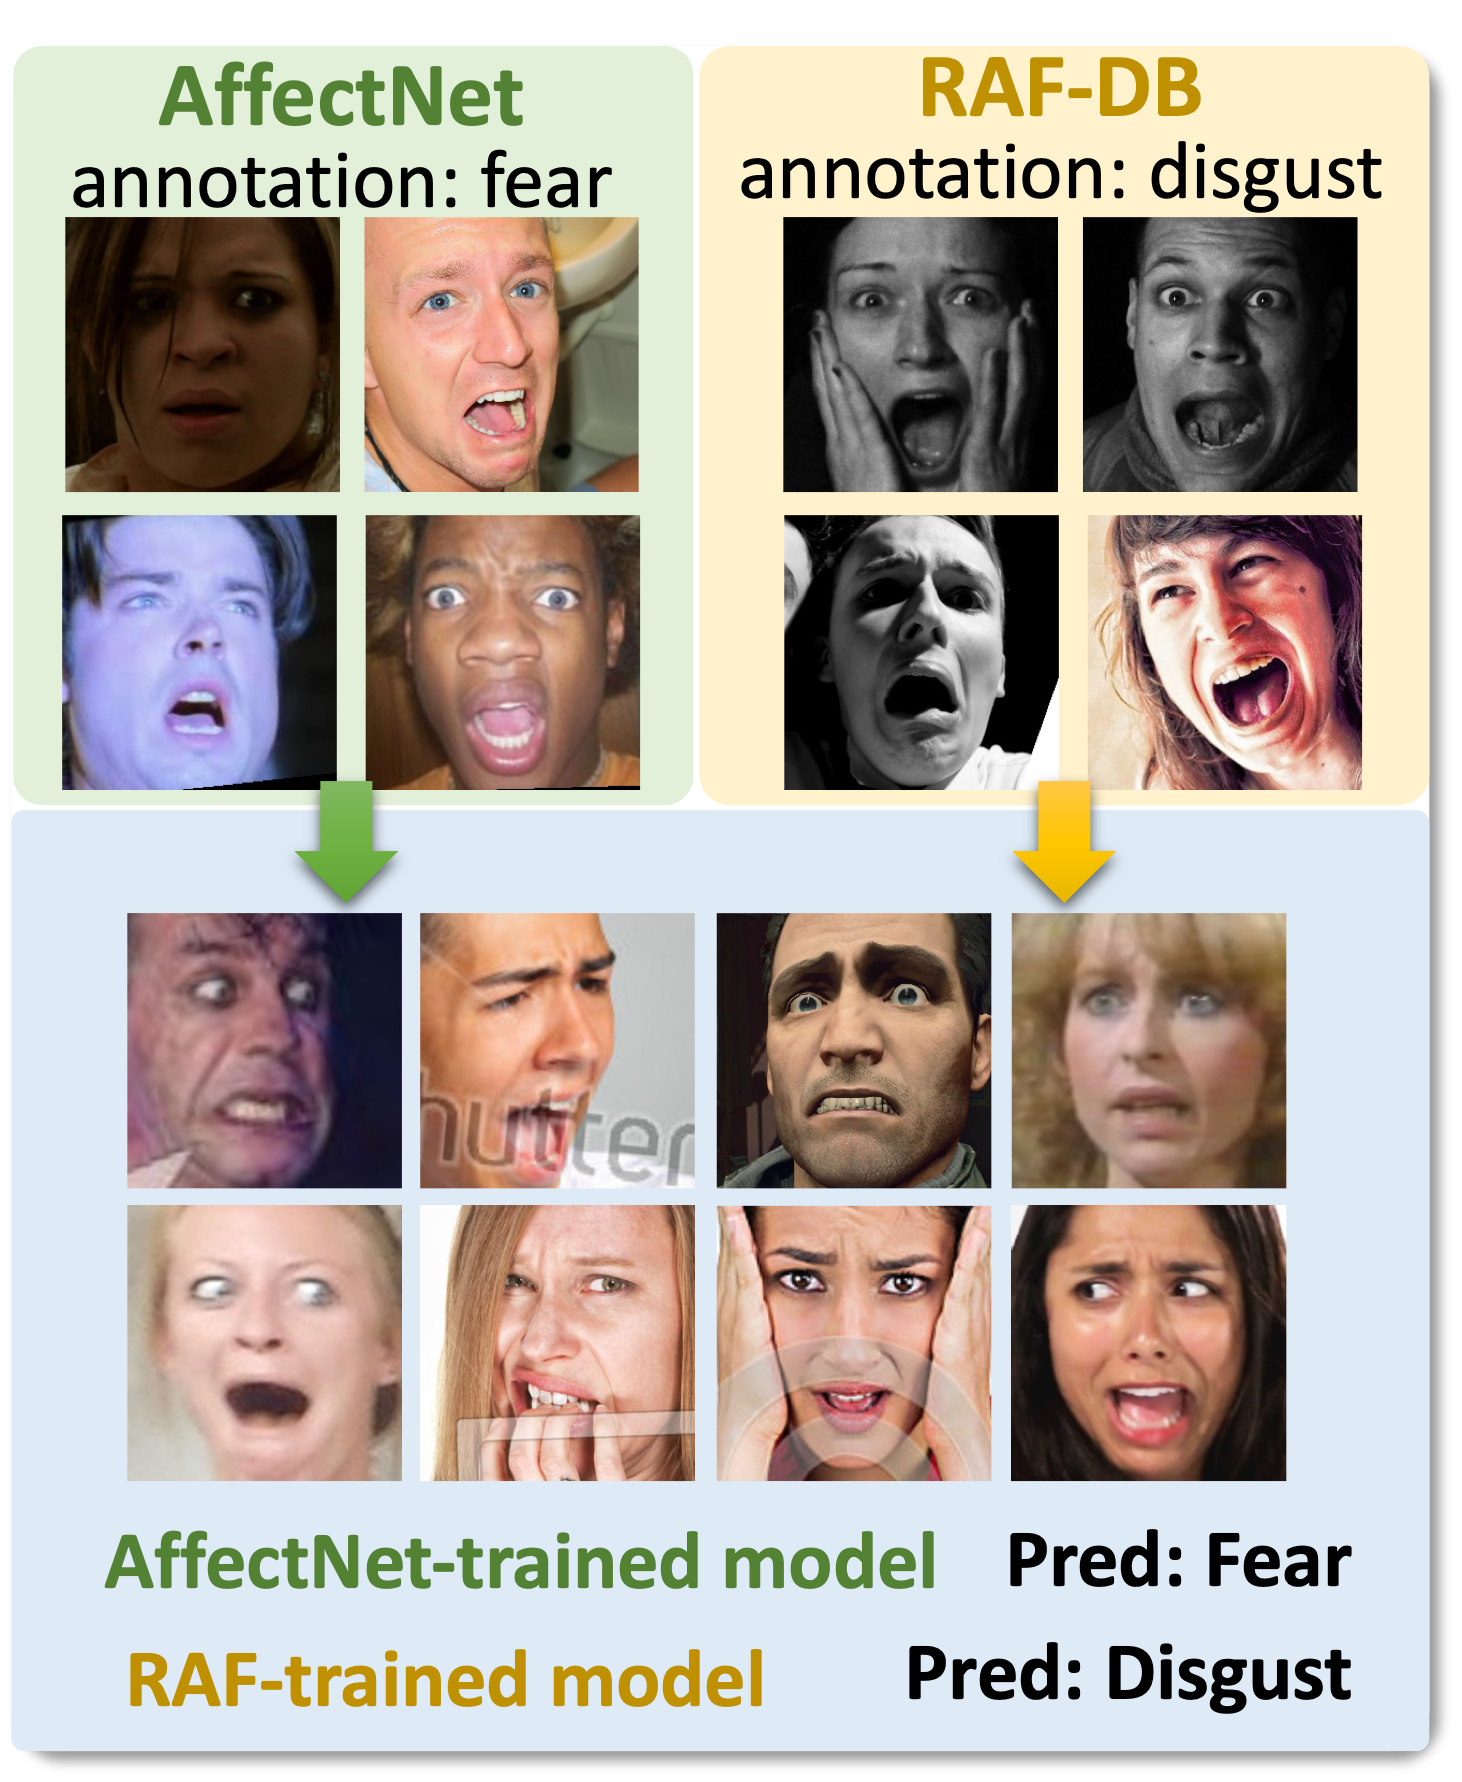 AffectNet
annotation: fear
RAF-DB
annotation: disgust
hutter
AffectNet-trained model Pred: Fear
RAF-trained model Pred: Disgust